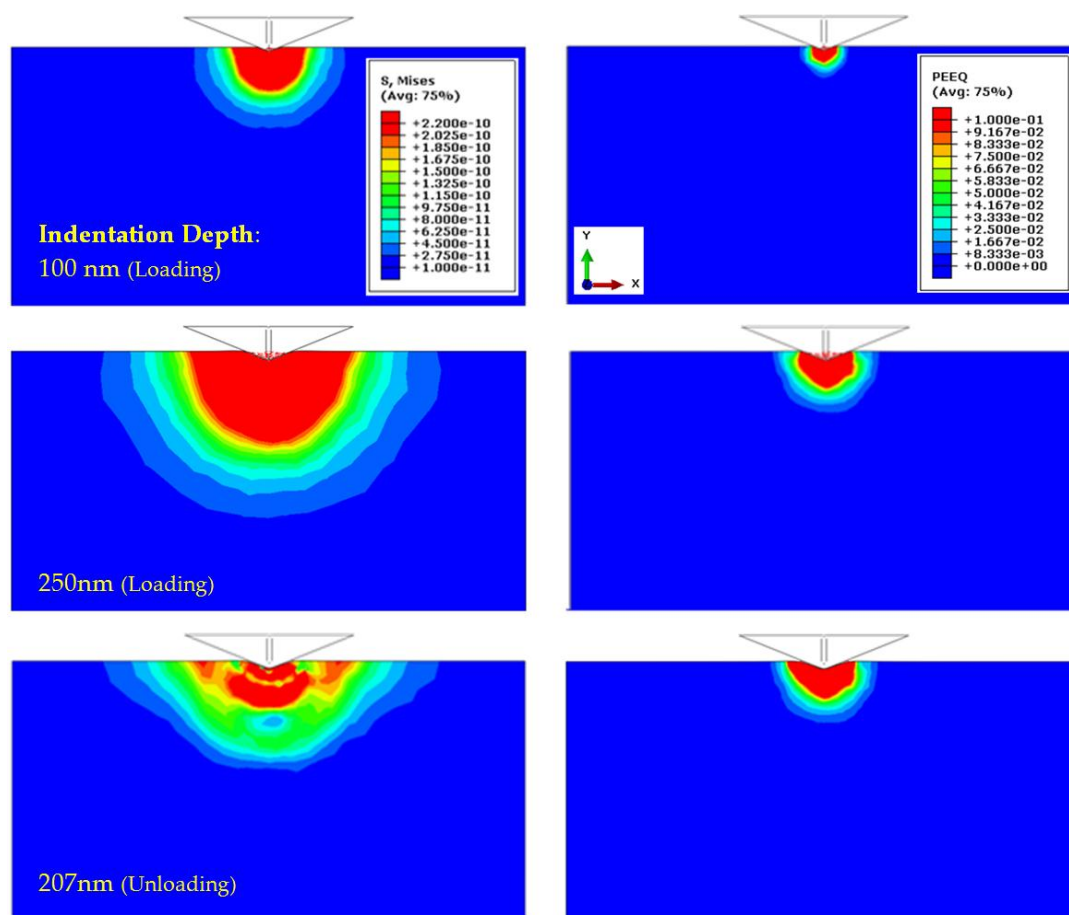 S, Mises
(Avg: 75%)
+2.200e-10
+2.025e-10
+1.850e-10
+1.675e-10
+1.500e-10
+1.325e-10
+1.150e-10
+9.750e-11
+8.000e-11
+6.250e-11
+4.500e-11
+2.750e-11
+1.000e-11
Indentation Depth:
100 nm (Loading)
PEEQ
(Avg: 75%)
+1.000e-01
+9.167e-02
+8.333e-02
+7.500e-02
+6.667e-02
+5.833e-02
+5.000e-02
+4.167e-02
+3.333e-02
+2.500e-02
+1.667e-02
+8.333e-03
+0.000e+00
Y
X
250nm (Loading)
207nm (Unloading)